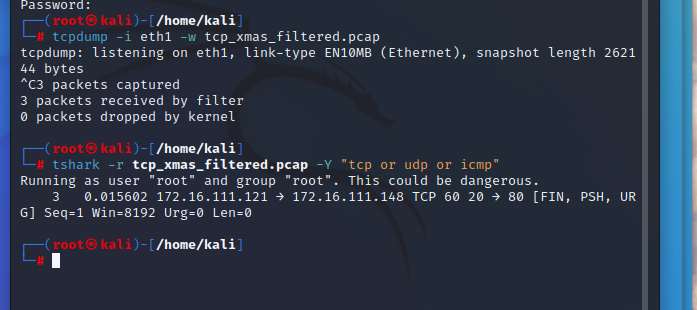 Password:
┌──(root㉿kali)-[/home/kali]
└─# tcpdump -i eth1 -w tcp_xmas_filtered.pcap
tcpdump: listening on eth1, link-type EN10MB (Ethernet), snapshot length 2621
44 bytes
^C3 packets captured
3 packets received by filter
0 packets dropped by kernel
┌──(root㉿kali)-[/home/kali]
└─# tshark -r tcp_xmas_filtered.pcap -Y "tcp or udp or icmp"
Running as user "root" and group "root". This could be dangerous.
3 0.015602 172.16.111.121 → 172.16.111.148 TCP 60 20 → 80 [FIN, PSH, UR
G] Seq=1 Win=8192 Urg=0 Len=0
┌──(root㉿kali)-[/home/kali]
└─#